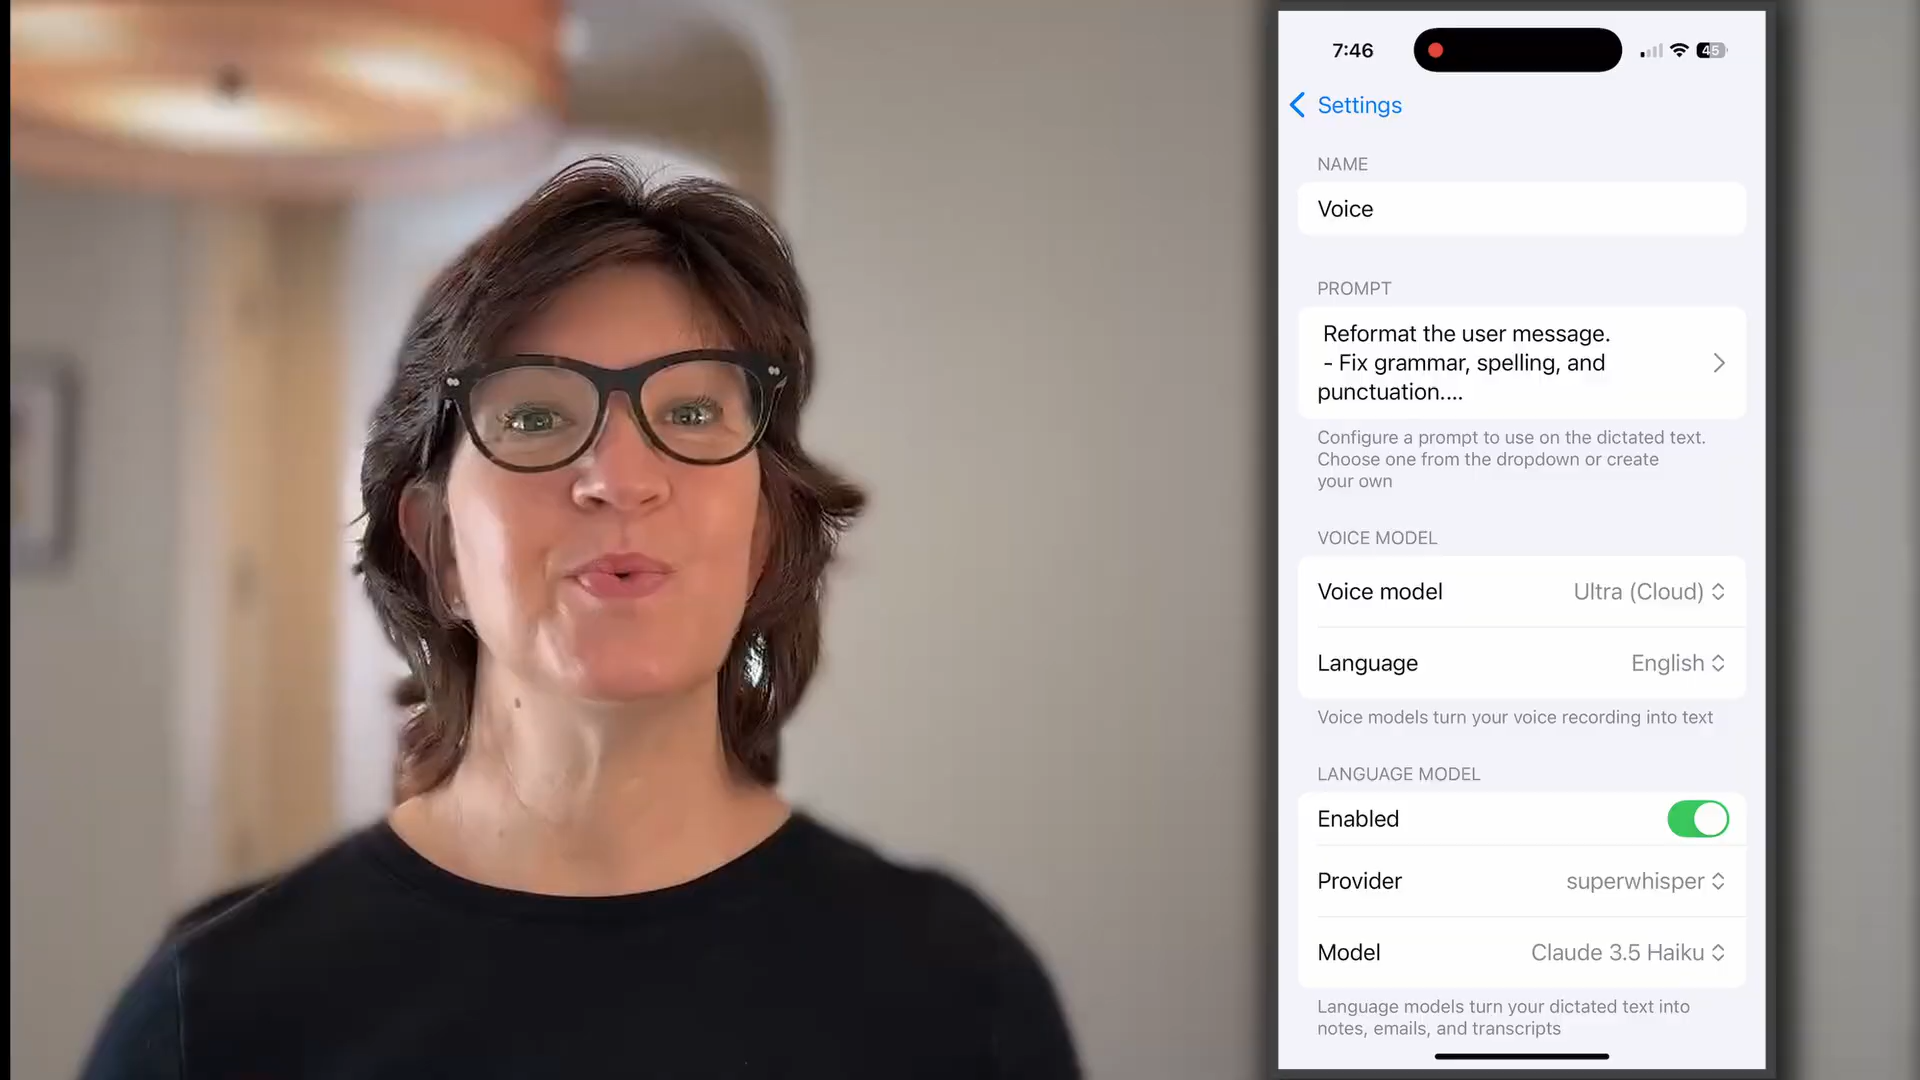 7:46
45
Settings
NAME
Voice
PROMPT
Reformat the user message.
- Fix grammar, spelling, and
punctuation....
Configure a prompt to use on the dictated text.
Choose one from the dropdown or create
your own
VOICE MODEL
Voice model Ultra (Cloud)
Language English
Voice models turn your voice recording into text
LANGUAGE MODEL
Enabled
Provider superwhisper
Model Claude 3.5 Haiku
Language models turn your dictated text into
notes, emails, and transcripts